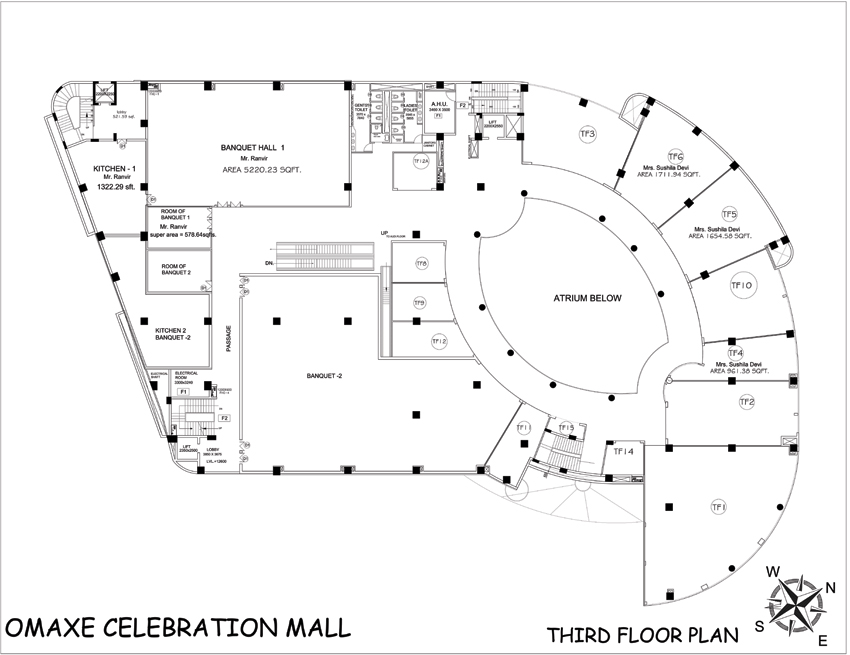 LIFT
LOBBY
GENTS
TOILET
LADIES
TOILET
A.H.U.
2400 X 3600
F1
F2
LIFT
TF3
TF12A
BANQUET HALL 1
Mr. Ranvir
AREA 5220.23 SQFT.
KITCHEN - 1
Mr. Ranvir
1322.29 sft.
TF6
Mrs. Sushila Devi
AREA 1711.94 SQFT.
TF5
Mrs. Sushila Devi
AREA 1654.58 SQFT.
ROOM OF
BANQUET 1
Mr. Ranvir
super area = 578.64sqfts.
UP
DN.
ROOM OF
BANQUET 2
TF8
TF9
TF12
TF10
ATRIUM BELOW
KITCHEN 2
BANQUET -2
PASSAGE
TF4
Mrs. Sushila Devi
AREA 961.38 SQFT.
BANQUET -2
ELECTRICAL
SHAFT
ELECTRICAL
ROOM
F1
F2
TF2
TF11
TF15
TF14
LIFT
LOBBY
TF1
W
N
S
E
OMAXE CELEBRATION MALL
THIRD FLOOR PLAN